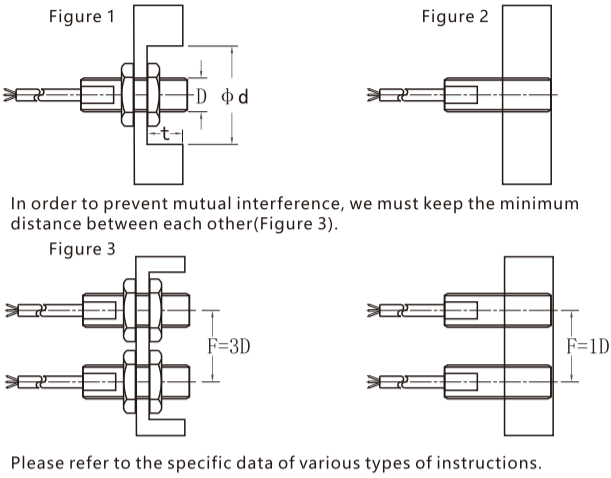 Figure 1
Figure 2
D
Φd
t
In order to prevent mutual interference, we must keep the minimum
distance between each other(Figure 3).
Figure 3
F=3D
F=1D
Please refer to the specific data of various types of instructions.